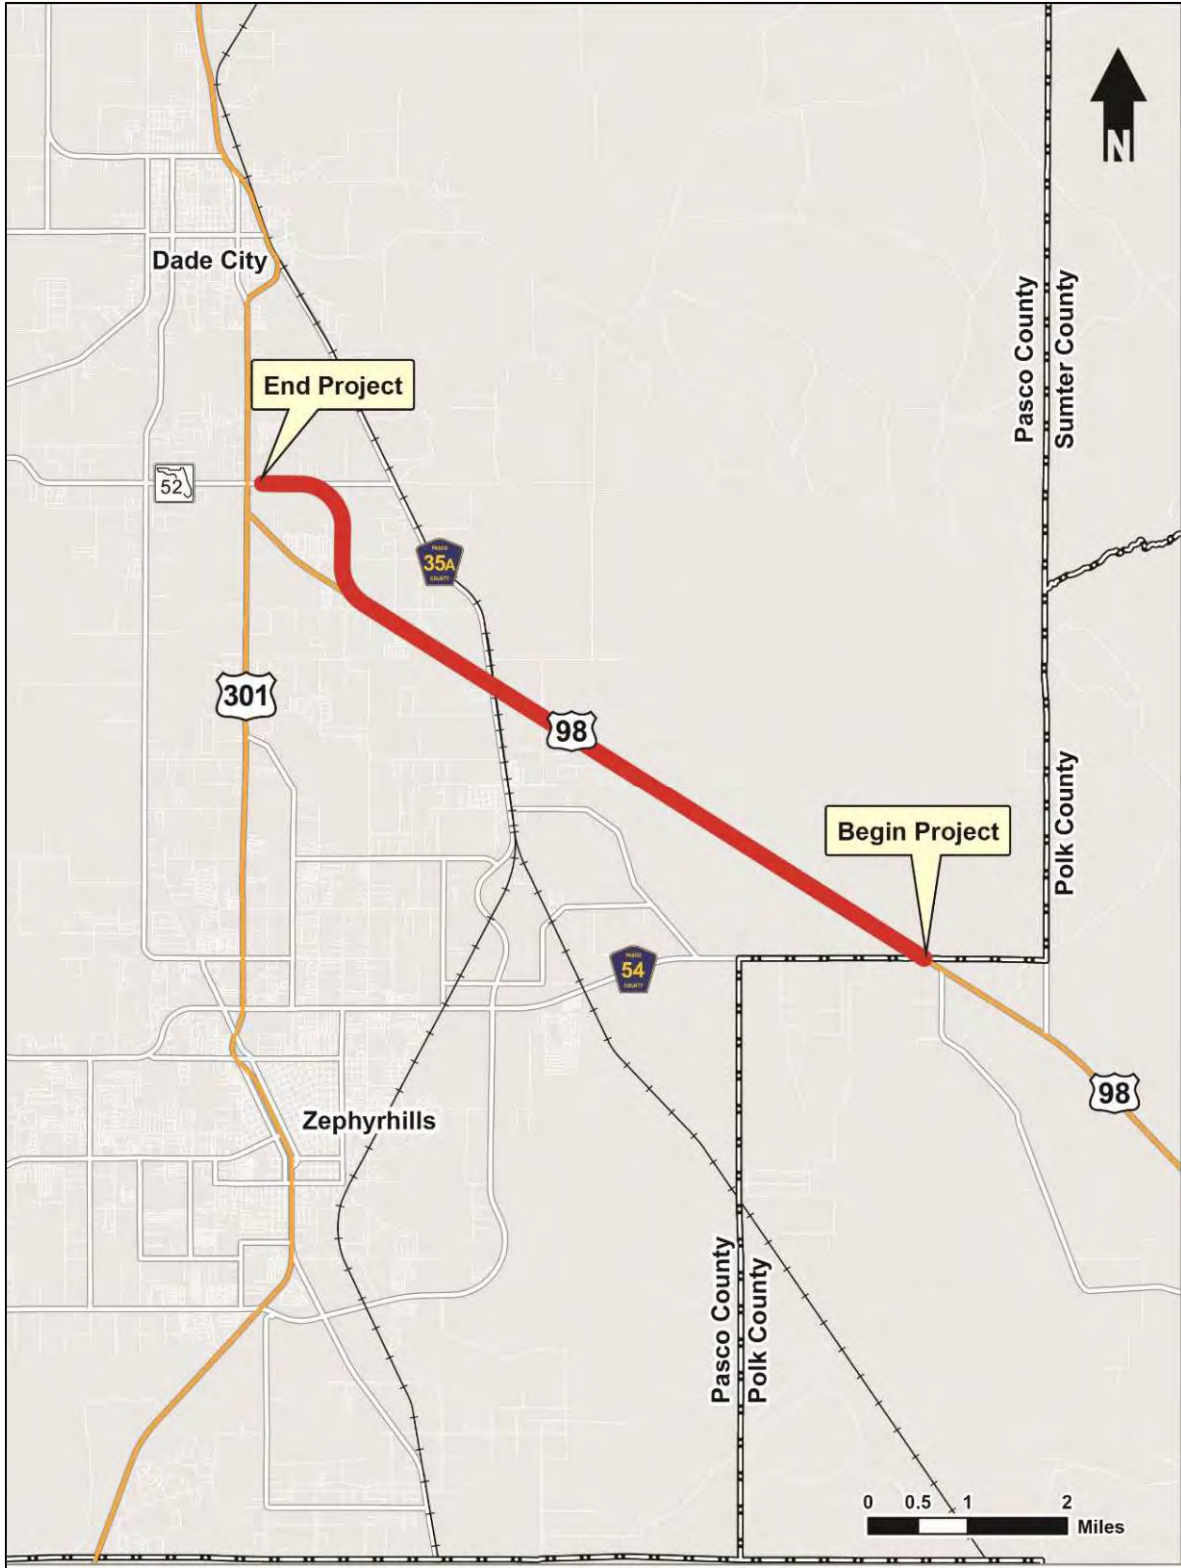 N
Dade City
Pasco County
Sumter County
End Project
52
PASCO
35A
COUNTY
301
98
Polk County
Begin Project
PASCO
54
COUNTY
98
Zephyrhills
Pasco County
Polk County
0 0.5 1 2
Miles